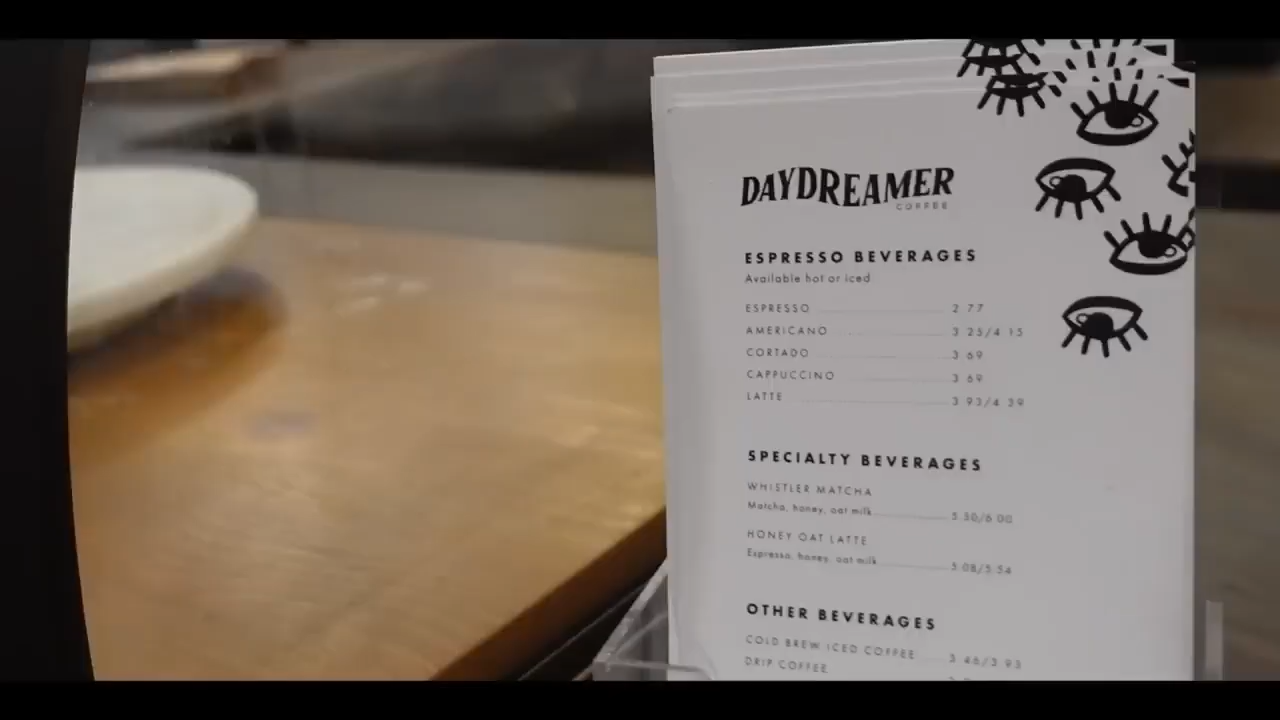 DAYDREAMER
COFFEE
ESPRESSO BEVERAGES
Available hot or iced
ESPRESSO 2.77
AMERICANO 3.25/4.15
CORTADO 3.69
CAPPUCCINO 3.69
LATTE 3.93/4.39
SPECIALTY BEVERAGES
WHISTLER MATCHA
Matcha, honey, oat milk 5.50/6.00
HONEY OAT LATTE
Espresso, honey, oat milk 5.08/5.54
OTHER BEVERAGES
COLD BREW ICED COFFEE 3.46/3.93
DRIP COFFEE